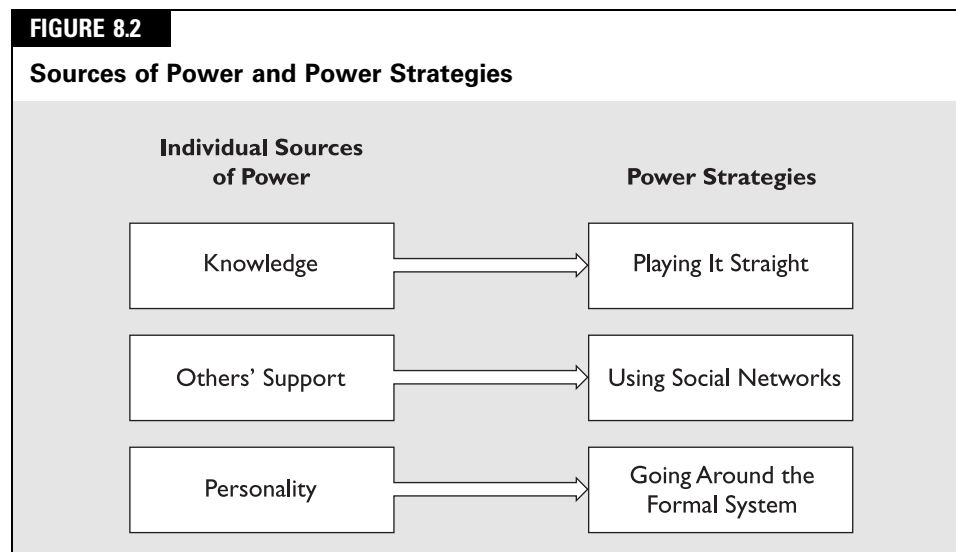 FIGURE 8.2
Sources of Power and Power Strategies
Individual Sources
of Power
Power Strategies
Knowledge
Playing It Straight
Others’ Support
Using Social Networks
Personality
Going Around the
Formal System